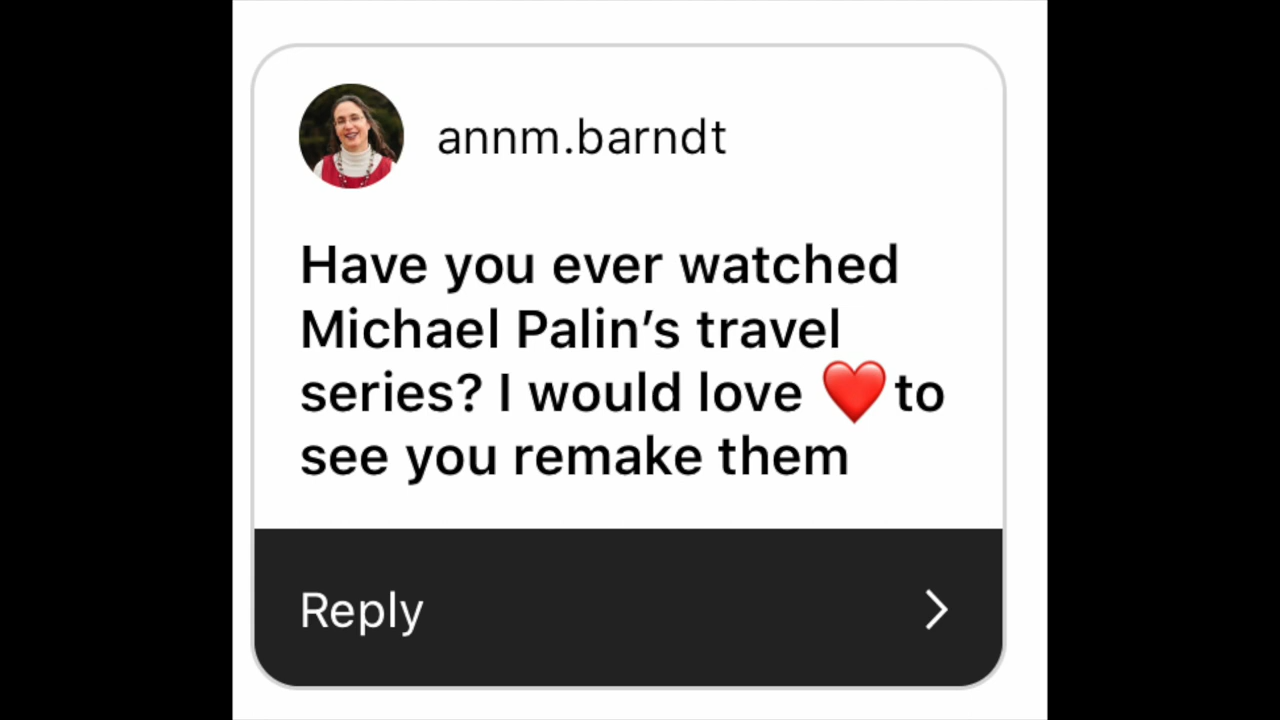 annm.barndt
Have you ever watched
Michael Palin’s travel
series? I would love ❤️to
see you remake them
Reply